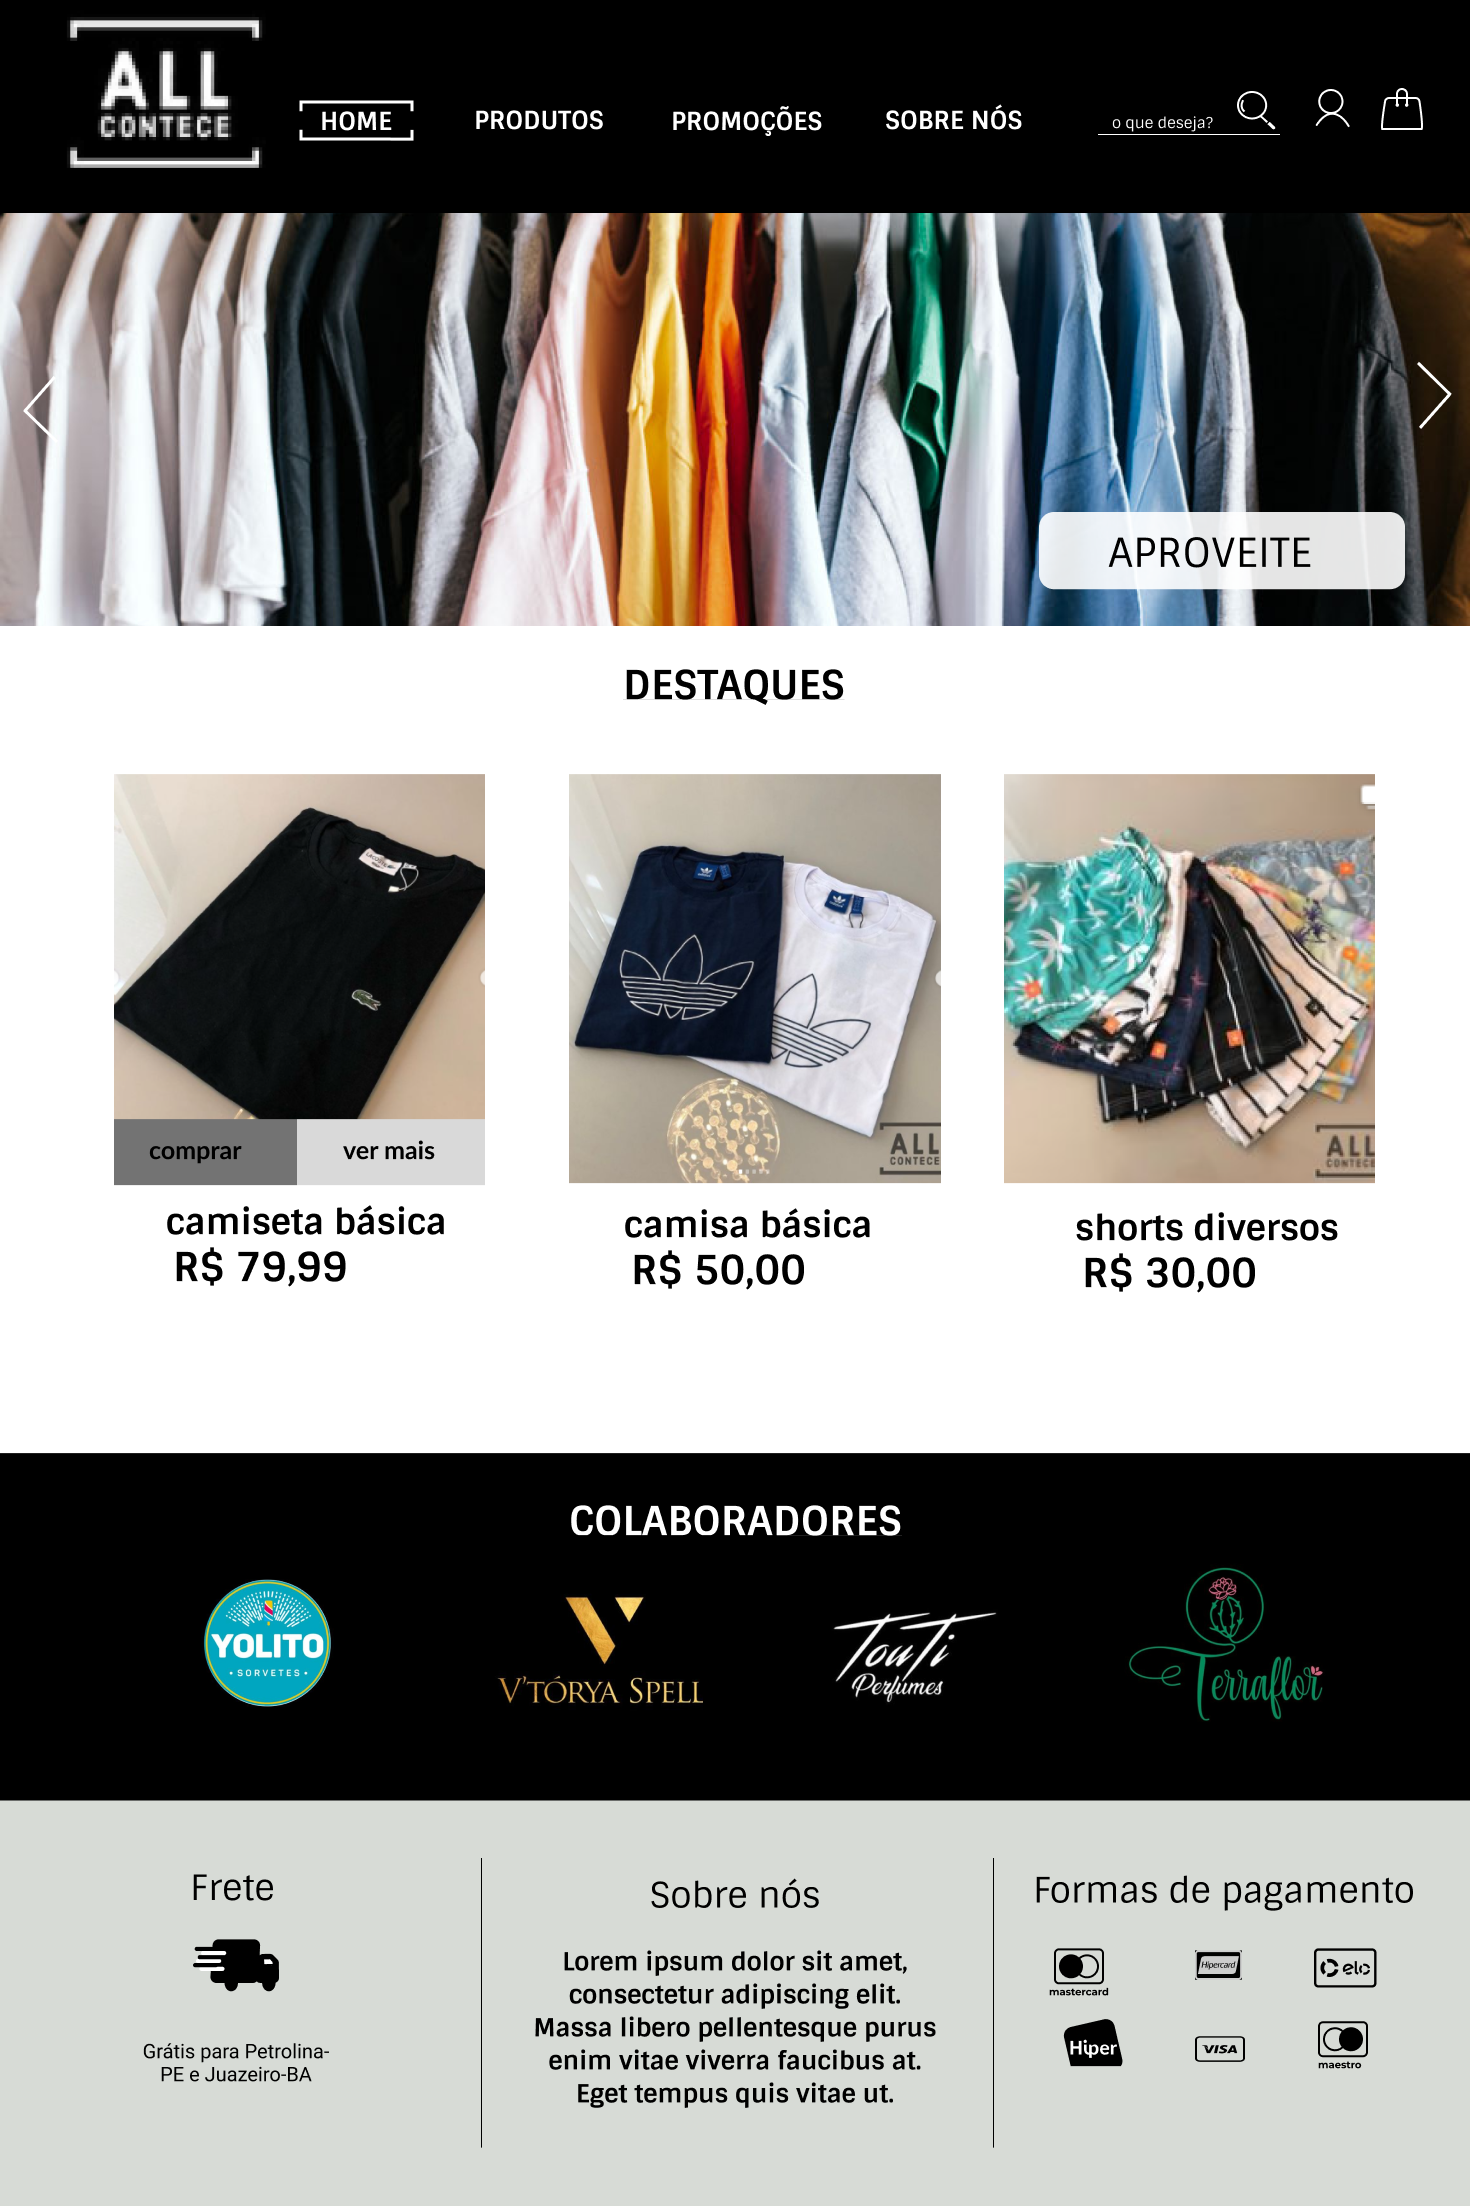 ALL
CONTECE
HOME
PRODUTOS
PROMOÇÕES
SOBRE NÓS
o que deseja?
APROVEITE
DESTAQUES
ALL
CONTECE
ALL
CONTECE
comprar
ver mais
camiseta básica
R$ 79,99
camisa básica
R$ 50,00
shorts diversos
R$ 30,00
COLABORADORES
YOLITO
• SORVETES •
V'TÓRYA SPELL
TouTi
Perfumes
Terraflor
Frete
Grátis para Petrolina-
PE e Juazeiro-BA
Sobre nós
Lorem ipsum dolor sit amet,
consectetur adipiscing elit.
Massa libero pellentesque purus
enim vitae viverra faucibus at.
Eget tempus quis vitae ut.
Formas de pagamento
mastercard
Hipercard
elo
Hiper
VISA
maestro